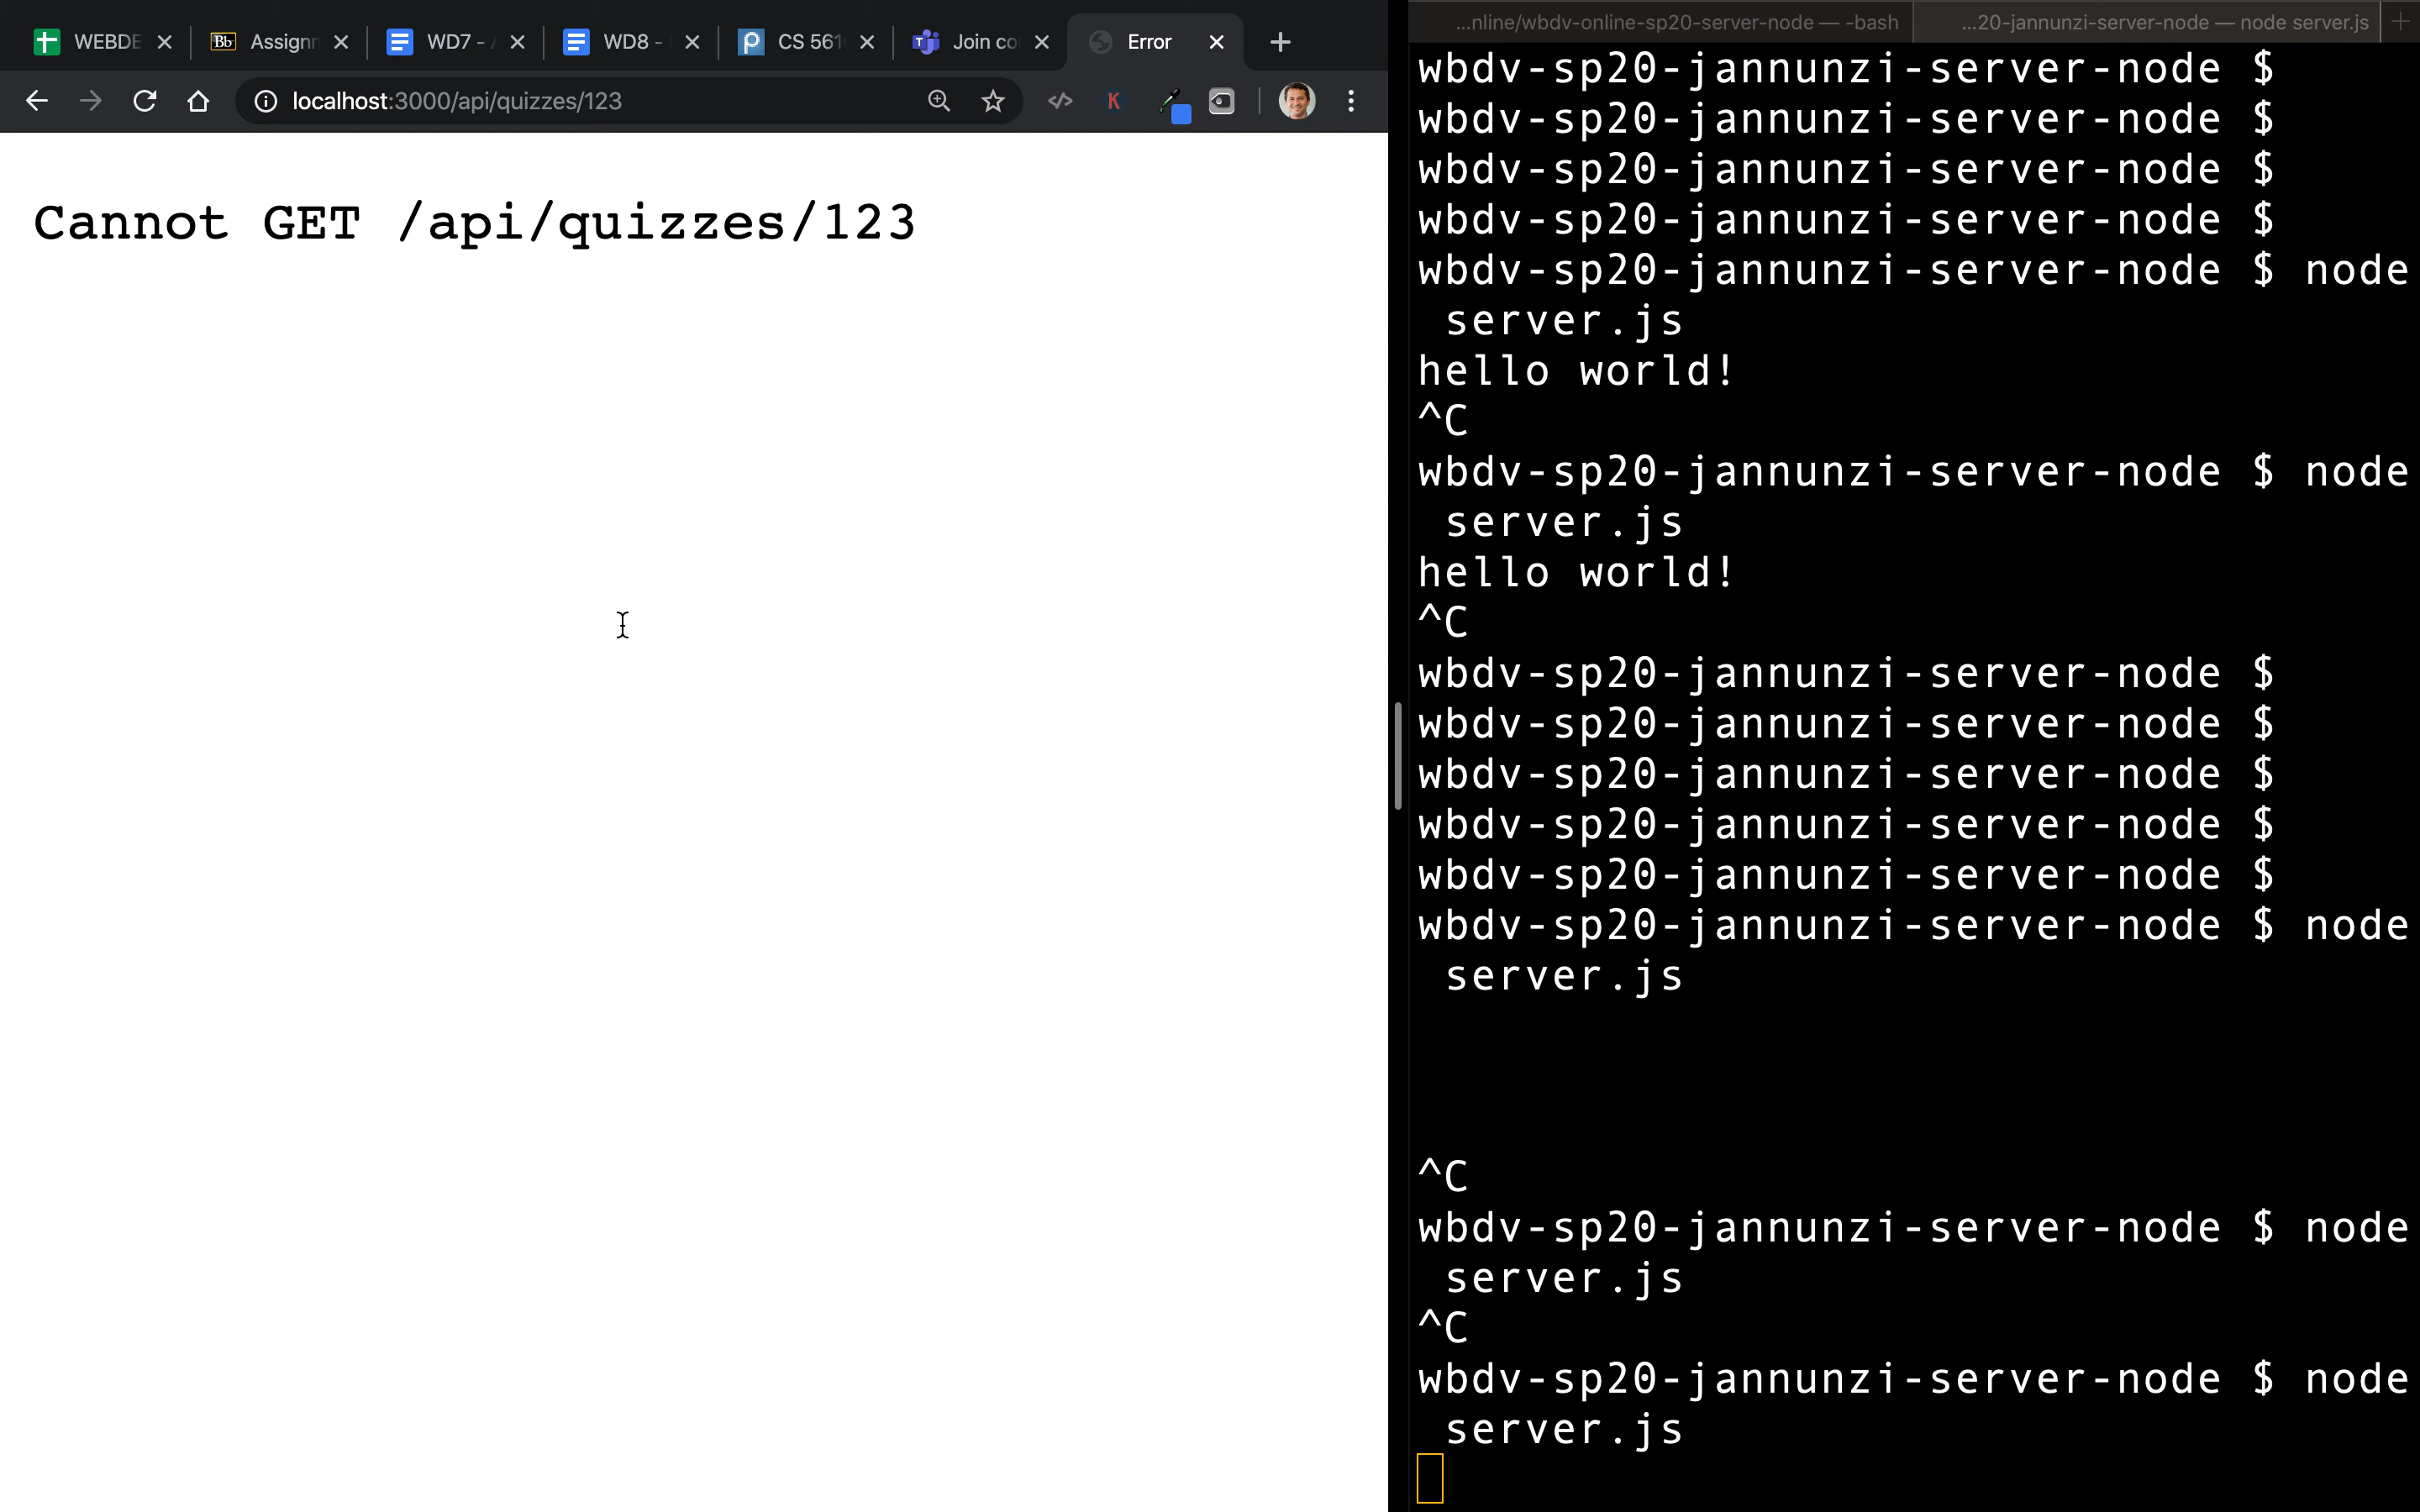 WEBDE
Bb Assignn
WD7 - A
WD8 -
CS 561
Join co
Error
localhost:3000/api/quizzes/123
K
Cannot GET /api/quizzes/123
...nline/wbdv-online-sp20-server-node — -bash
...20-jannunzi-server-node — node server.js
wbdv-sp20-jannunzi-server-node $
wbdv-sp20-jannunzi-server-node $
wbdv-sp20-jannunzi-server-node $
wbdv-sp20-jannunzi-server-node $
wbdv-sp20-jannunzi-server-node $ node
server.js
hello world!
^C
wbdv-sp20-jannunzi-server-node $ node
server.js
hello world!
^C
wbdv-sp20-jannunzi-server-node $
wbdv-sp20-jannunzi-server-node $
wbdv-sp20-jannunzi-server-node $
wbdv-sp20-jannunzi-server-node $
wbdv-sp20-jannunzi-server-node $
wbdv-sp20-jannunzi-server-node $ node
server.js
^C
wbdv-sp20-jannunzi-server-node $ node
server.js
^C
wbdv-sp20-jannunzi-server-node $ node
server.js